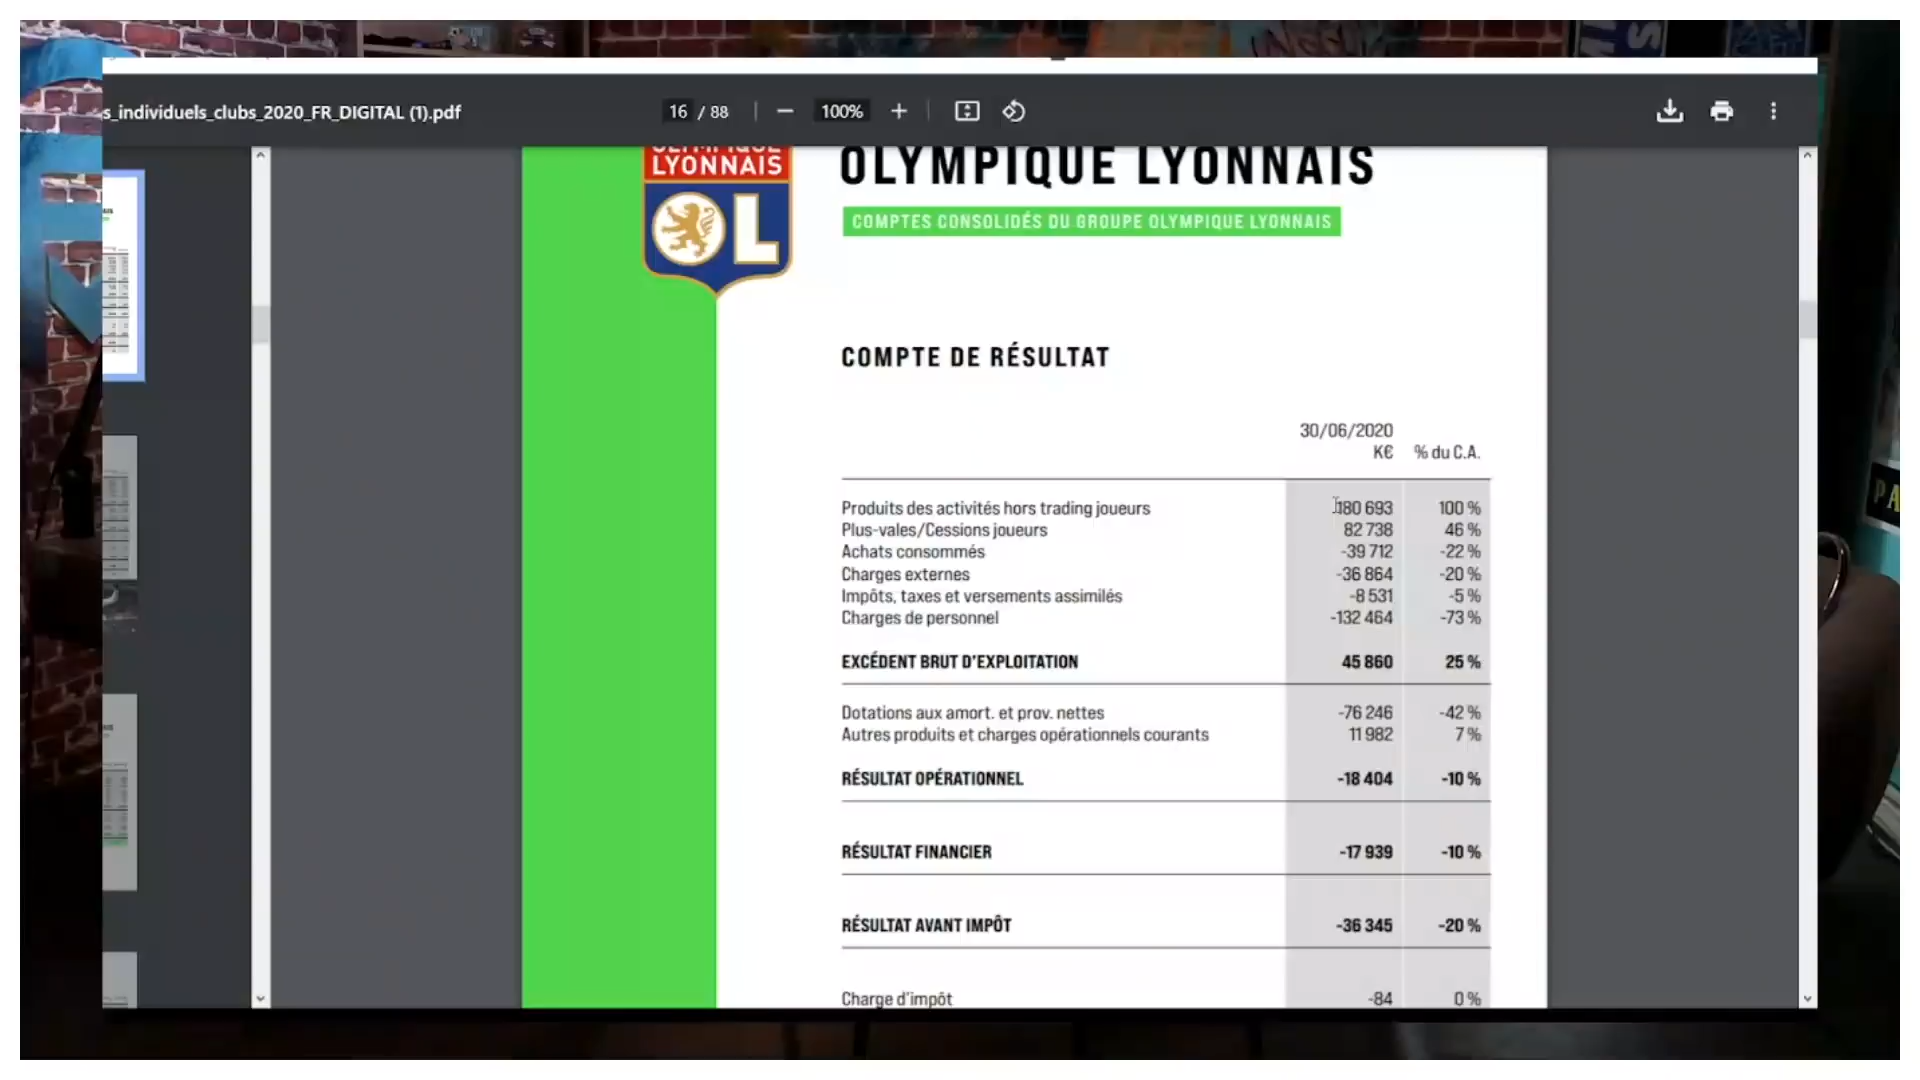 s_individuels_clubs_2020_FR_DIGITAL (1).pdf
16 / 88
100%
LYONNAIS
OL
OLYMPIQUE LYONNAIS
COMPTES CONSOLIDÉS DU GROUPE OLYMPIQUE LYONNAIS
COMPTE DE RÉSULTAT
30/06/2020
K€ % du C.A.
Produits des activités hors trading joueurs 180 693 100 %
Plus-vales/Cessions joueurs 82 738 46 %
Achats consommés -39 712 -22 %
Charges externes -36 864 -20 %
Impôts, taxes et versements assimilés -8 531 -5 %
Charges de personnel -132 464 -73 %
EXCÉDENT BRUT D'EXPLOITATION 45 860 25 %
Dotations aux amort. et prov. nettes -76 246 -42 %
Autres produits et charges opérationnels courants 11 982 7 %
RÉSULTAT OPÉRATIONNEL -18 404 -10 %
RÉSULTAT FINANCIER -17 939 -10 %
RÉSULTAT AVANT IMPÔT -36 345 -20 %
Charge d'impôt -84 0 %
PA